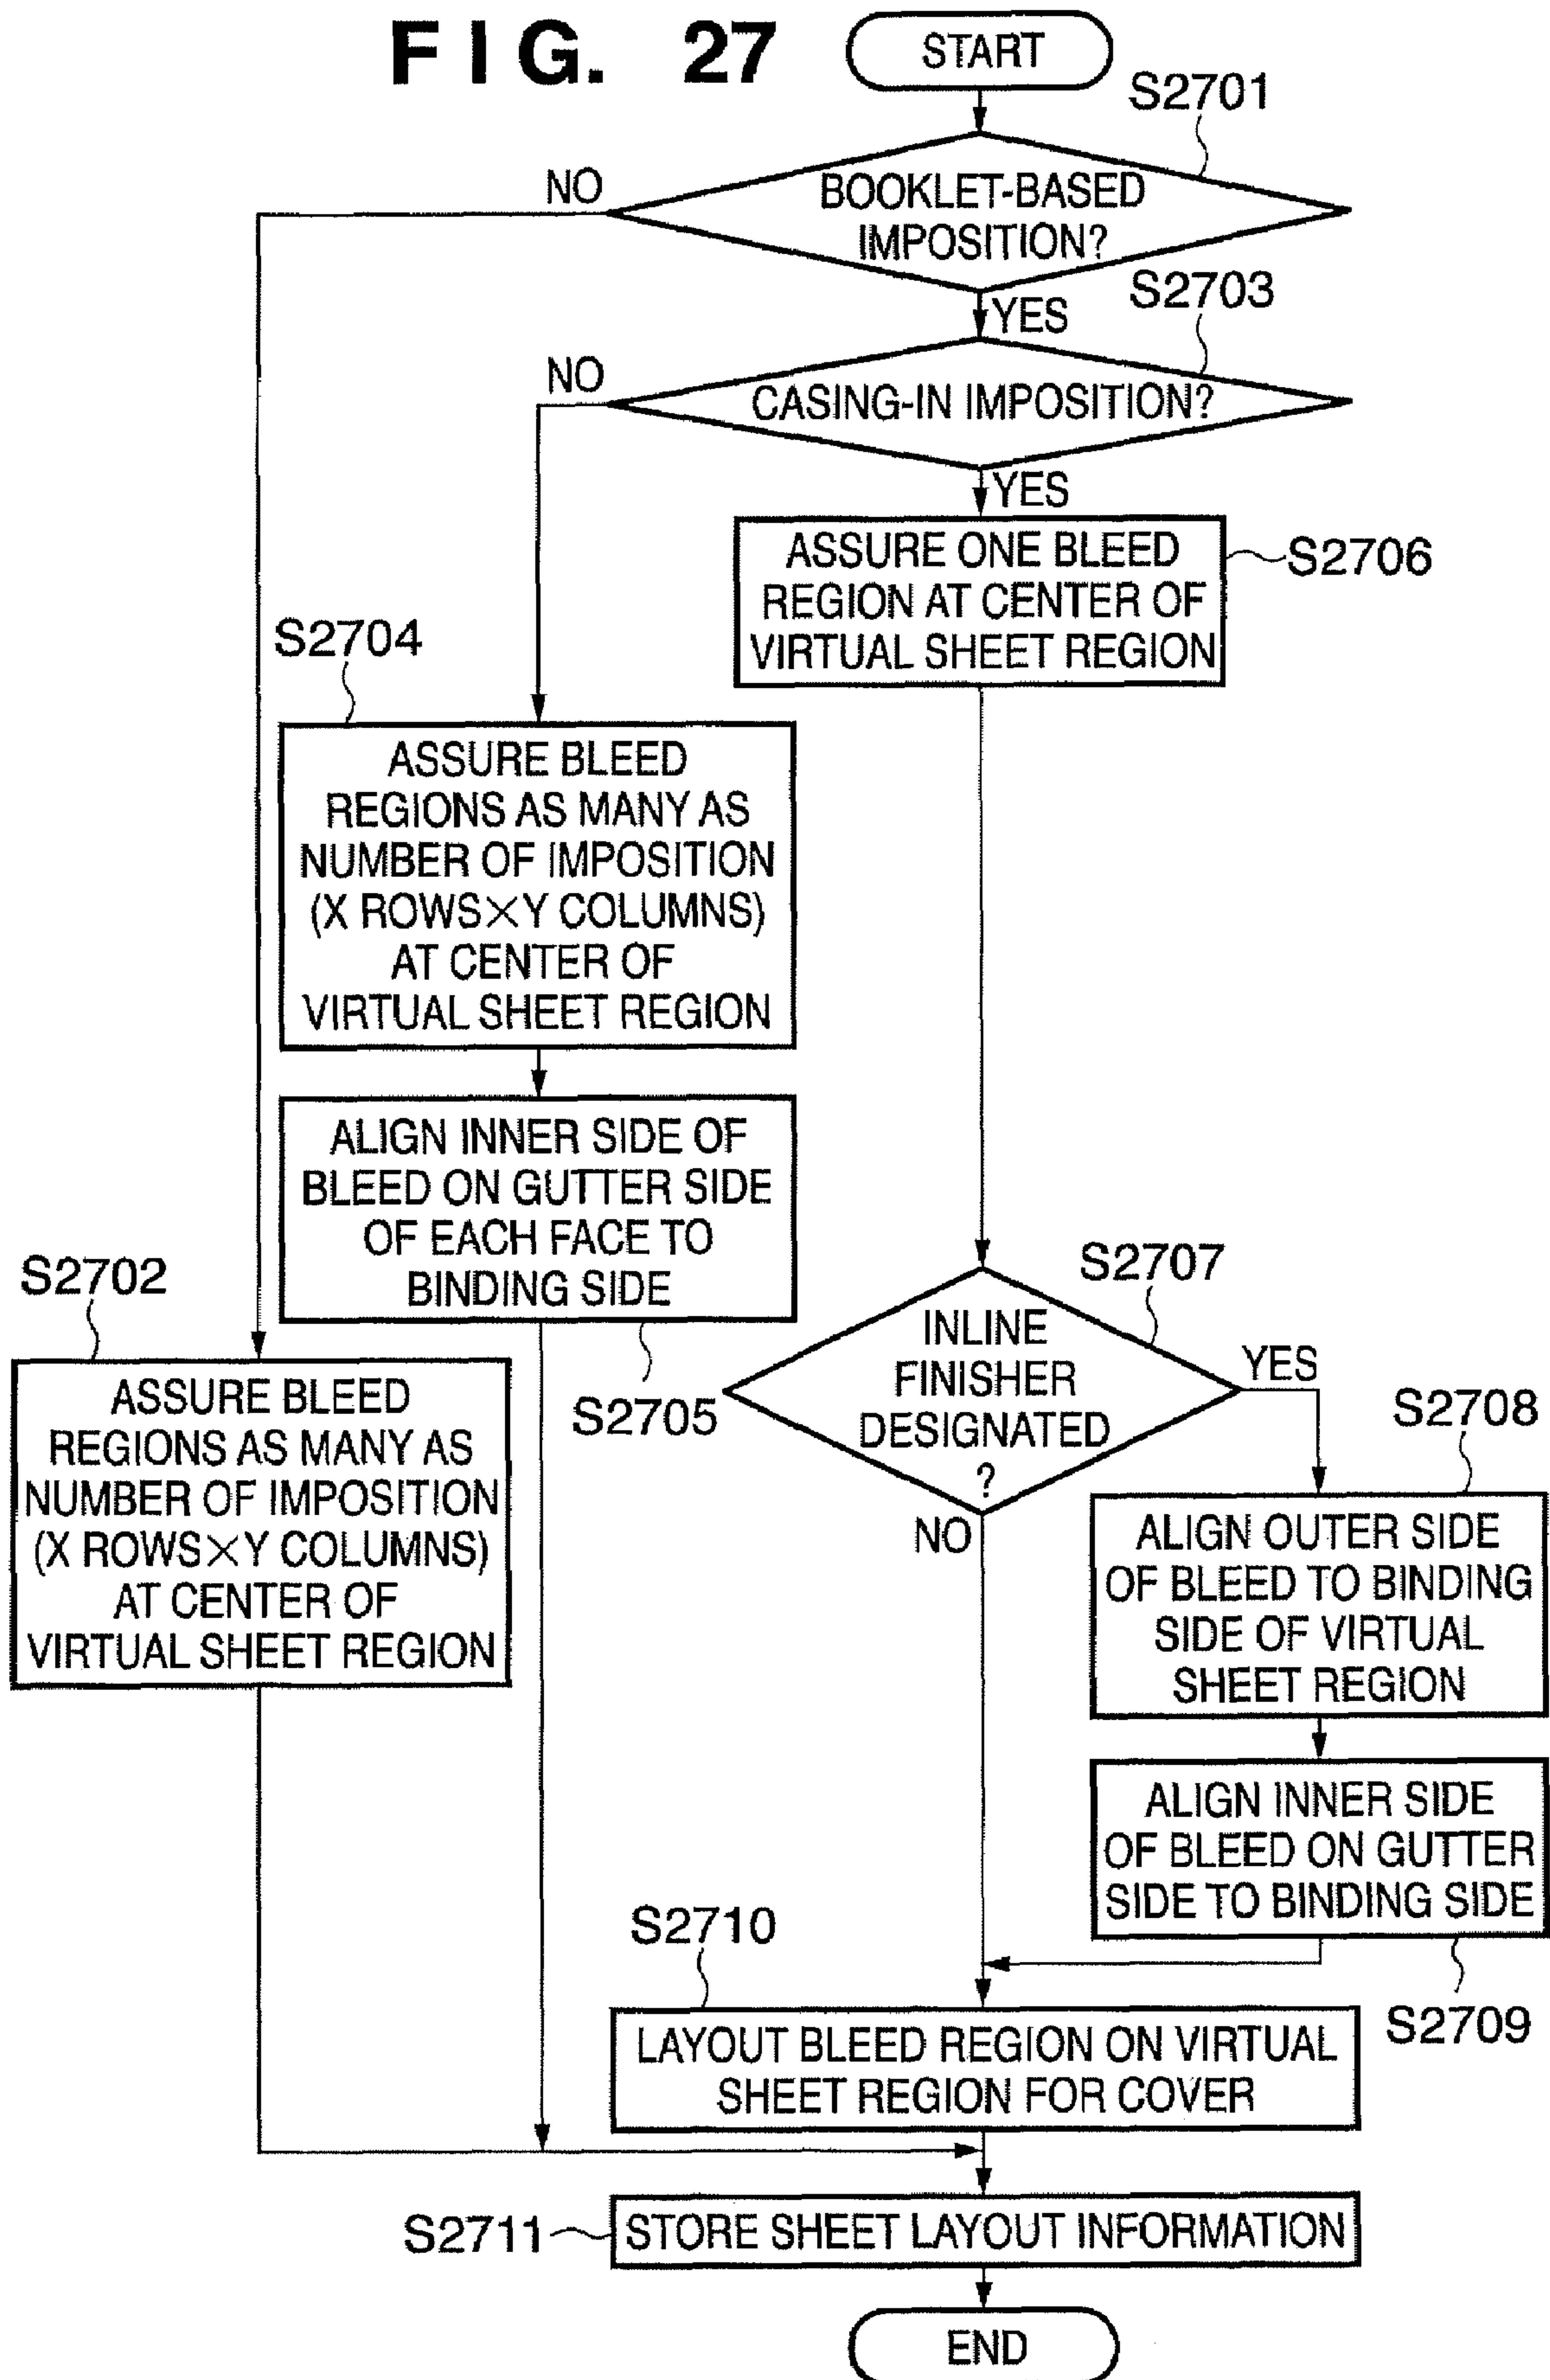 FIG. 27
START
S2701
BOOKLET-BASED
IMPOSITION?
NO
YES
S2703
CASING-IN IMPOSITION?
NO
YES
ASSURE ONE BLEED
REGION AT CENTER OF
VIRTUAL SHEET REGION
S2706
S2704
ASSURE BLEED
REGIONS AS MANY AS
NUMBER OF IMPOSITION
(X ROWS×Y COLUMNS)
AT CENTER OF
VIRTUAL SHEET REGION
ALIGN INNER SIDE OF
BLEED ON GUTTER SIDE
OF EACH FACE TO
BINDING SIDE
S2705
S2702
ASSURE BLEED
REGIONS AS MANY AS
NUMBER OF IMPOSITION
(X ROWS×Y COLUMNS)
AT CENTER OF
VIRTUAL SHEET REGION
S2707
INLINE
FINISHER
DESIGNATED
?
YES
NO
S2708
ALIGN OUTER SIDE
OF BLEED TO BINDING
SIDE OF VIRTUAL
SHEET REGION
ALIGN INNER SIDE
OF BLEED ON GUTTER
SIDE TO BINDING SIDE
S2709
S2710
LAYOUT BLEED REGION ON VIRTUAL
SHEET REGION FOR COVER
S2711
STORE SHEET LAYOUT INFORMATION
END